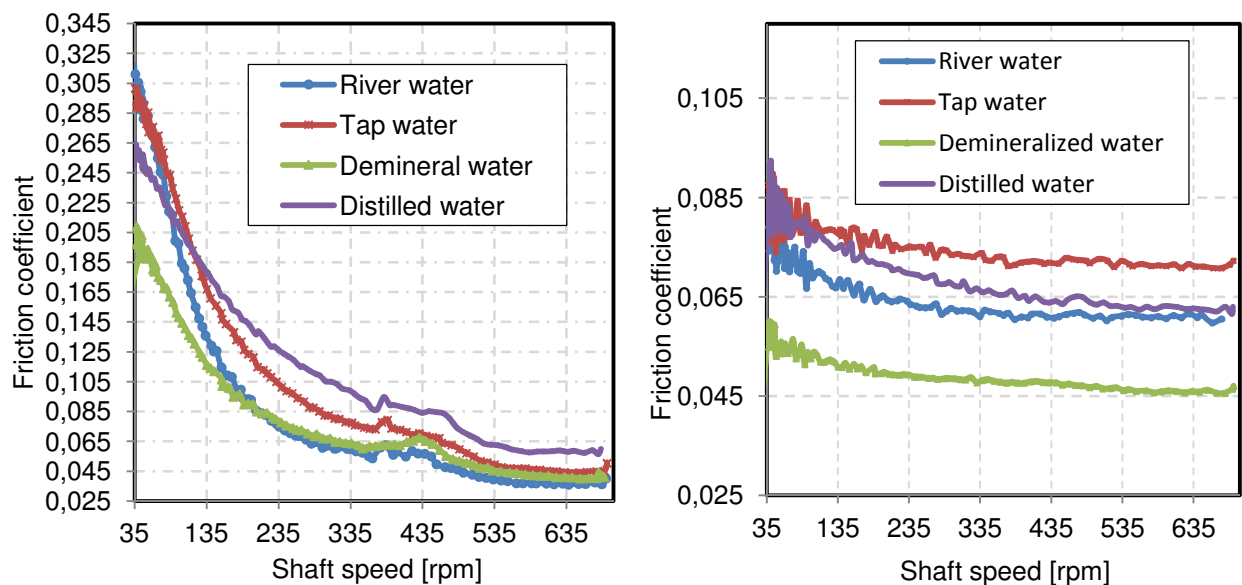 0,345
0,325
0,305
0,285
0,265
0,245
0,225
0,205
0,185
0,165
0,145
0,125
0,105
0,085
0,065
0,045
0,025
Friction coefficient
River water
Tap water
Demineral water
Distilled water
35 135 235 335 435 535 635
Shaft speed [rpm]
0,105
0,085
0,065
0,045
0,025
Friction coefficient
River water
Tap water
Demineralized water
Distilled water
35 135 235 335 435 535 635
Shaft speed [rpm]